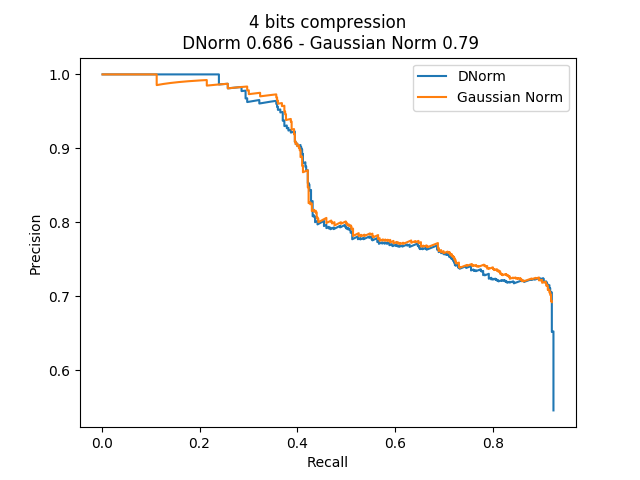 4 bits compression
DNorm 0.686 - Gaussian Norm 0.79
DNorm
Gaussian Norm
Precision
1.0
0.9
0.8
0.7
0.6
0.0 0.2 0.4 0.6 0.8
Recall